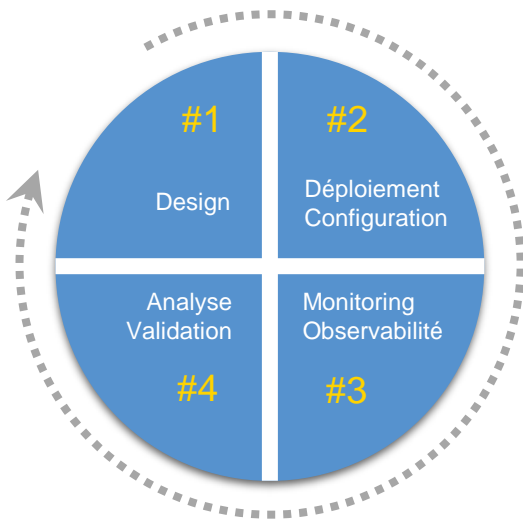 #1
Design
#2
Déploiement
Configuration
Monitoring
Observabilité
#3
Analyse
Validation
#4